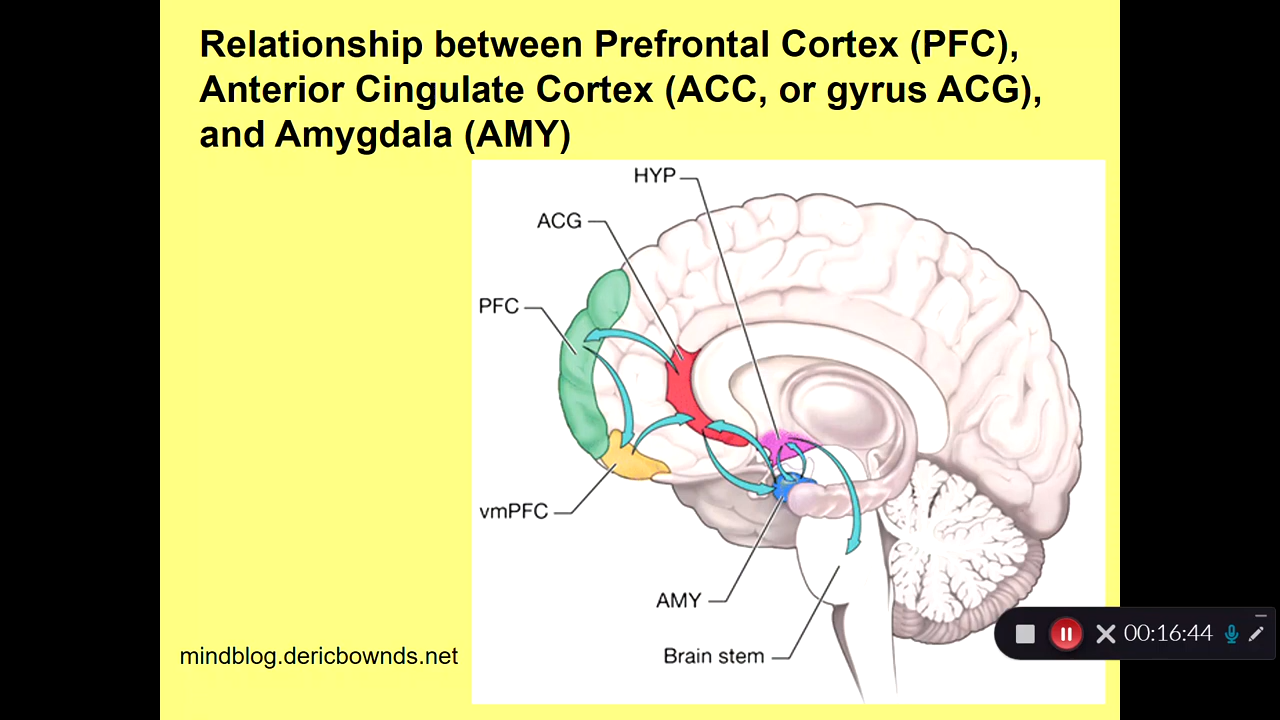 Relationship between Prefrontal Cortex (PFC),
Anterior Cingulate Cortex (ACC, or gyrus ACG),
and Amygdala (AMY)
HYP
ACG
PFC
vmPFC
AMY
Brain stem
mindblog.dericbownds.net
00:16:44